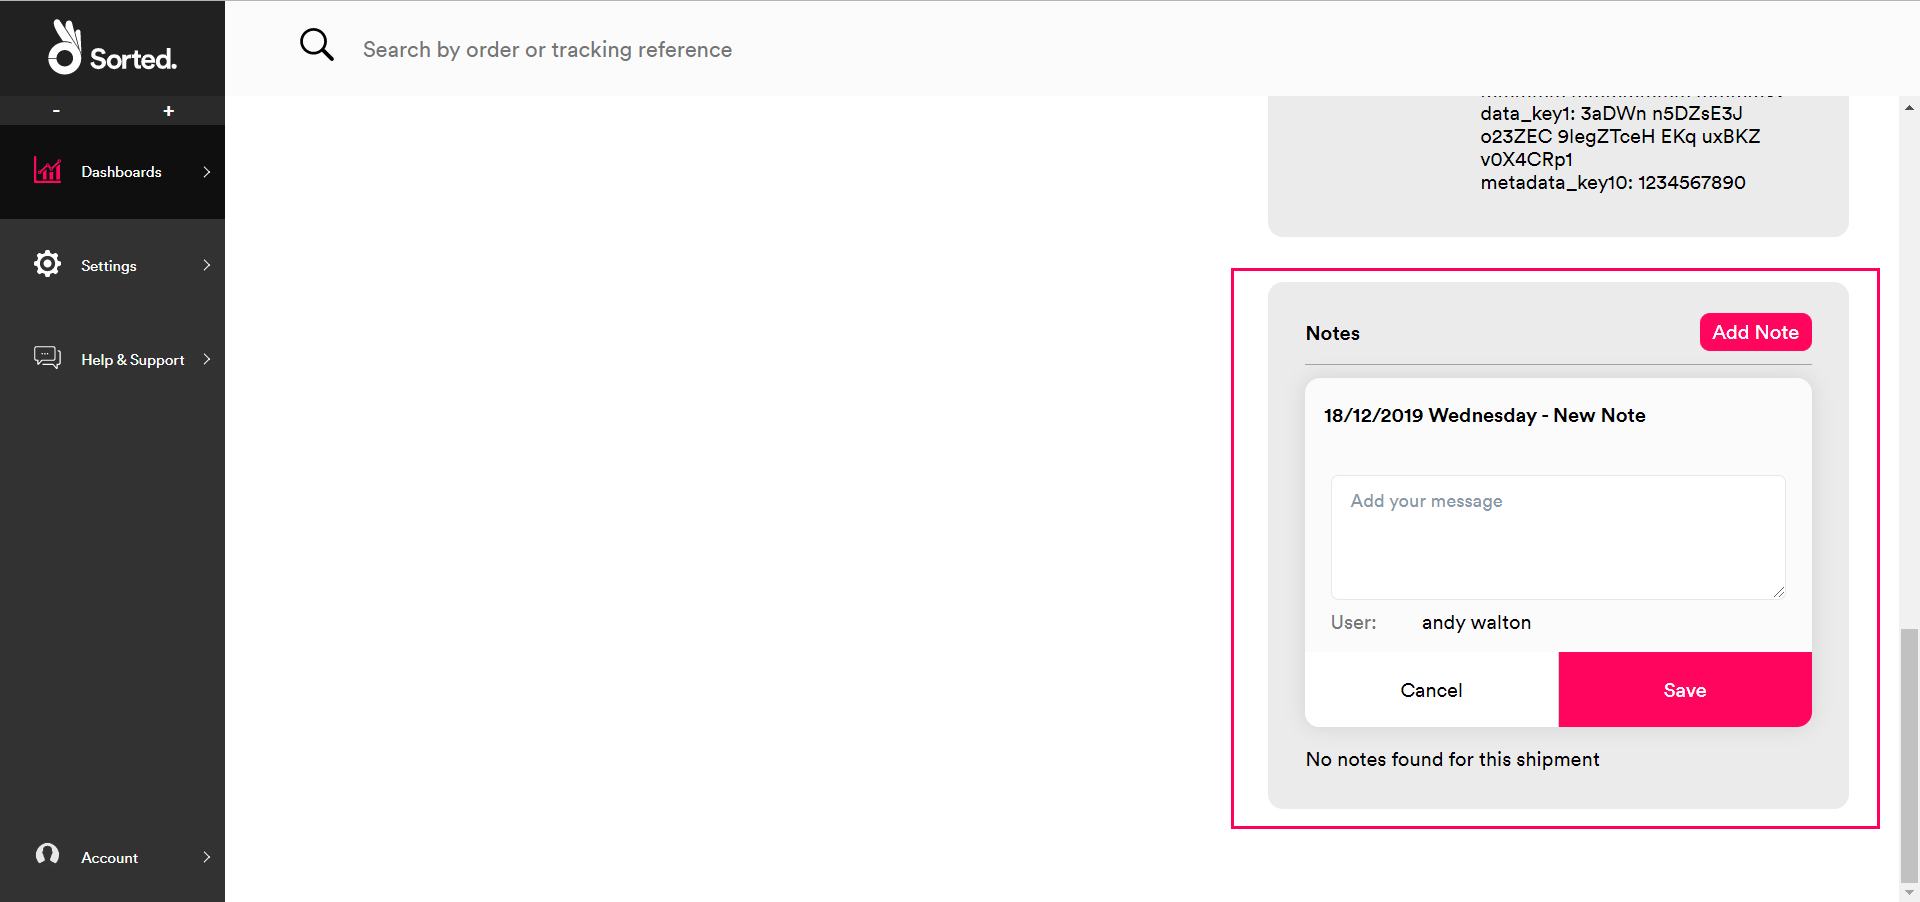 Sorted.
- +
Dashboards
Settings
Help & Support
Account
Search by order or tracking reference
data_key1: 3aDWn n5DZsE3J
o23ZEC 9legZTceH EKq uxBKZ
v0X4CRp1
metadata_key10: 1234567890
Notes
Add Note
18/12/2019 Wednesday - New Note
Add your message
User: andy walton
Cancel
Save
No notes found for this shipment